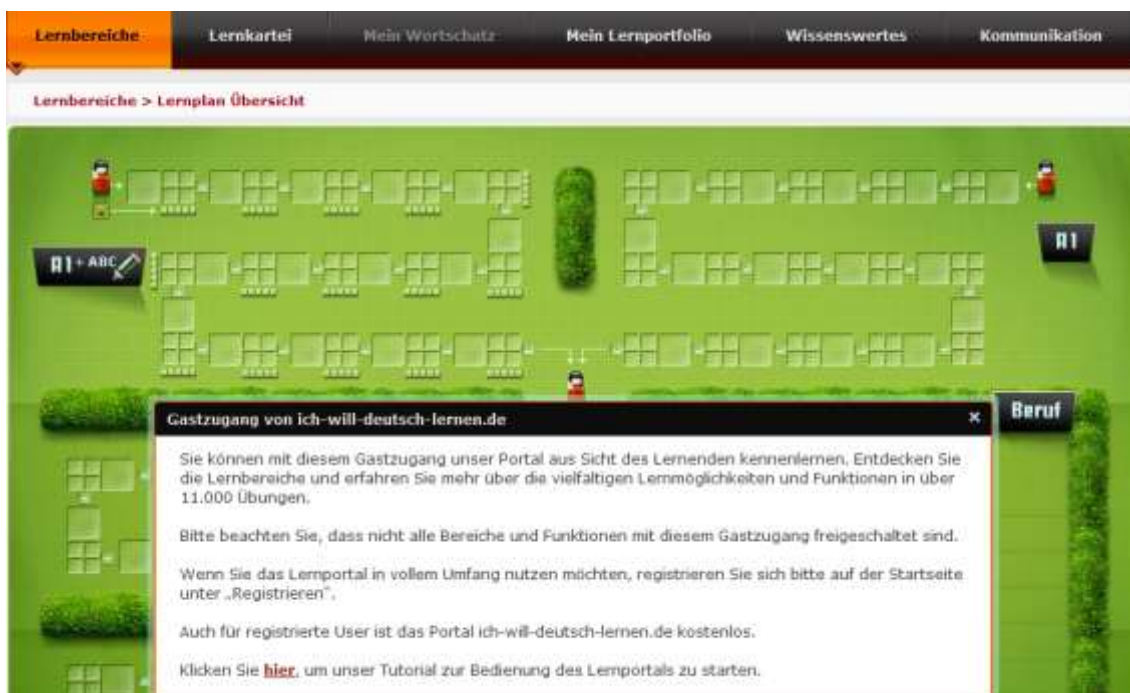 Lernbereiche Lernkartei Mein Wortschatz Mein Lernportfolio Wissenswertes Kommunikation
Lernbereiche > Lernplan Übersicht
A1
A1+ ABC
Beruf
Gastzugang von ich-will-deutsch-lernen.de ×
Sie können mit diesem Gastzugang unser Portal aus Sicht des Lernenden kennenlernen. Entdecken Sie
die Lernbereiche und erfahren Sie mehr über die vielfältigen Lernmöglichkeiten und Funktionen in über
11.000 Übungen.
Bitte beachten Sie, dass nicht alle Bereiche und Funktionen mit diesem Gastzugang freigeschaltet sind.
Wenn Sie das Lernportal in vollem Umfang nutzen möchten, registrieren Sie sich bitte auf der Startseite
unter „Registrieren".
Auch für registrierte User ist das Portal ich-will-deutsch-lernen.de kostenlos.
Klicken Sie hier, um unser Tutorial zur Bedienung des Lernportals zu starten.